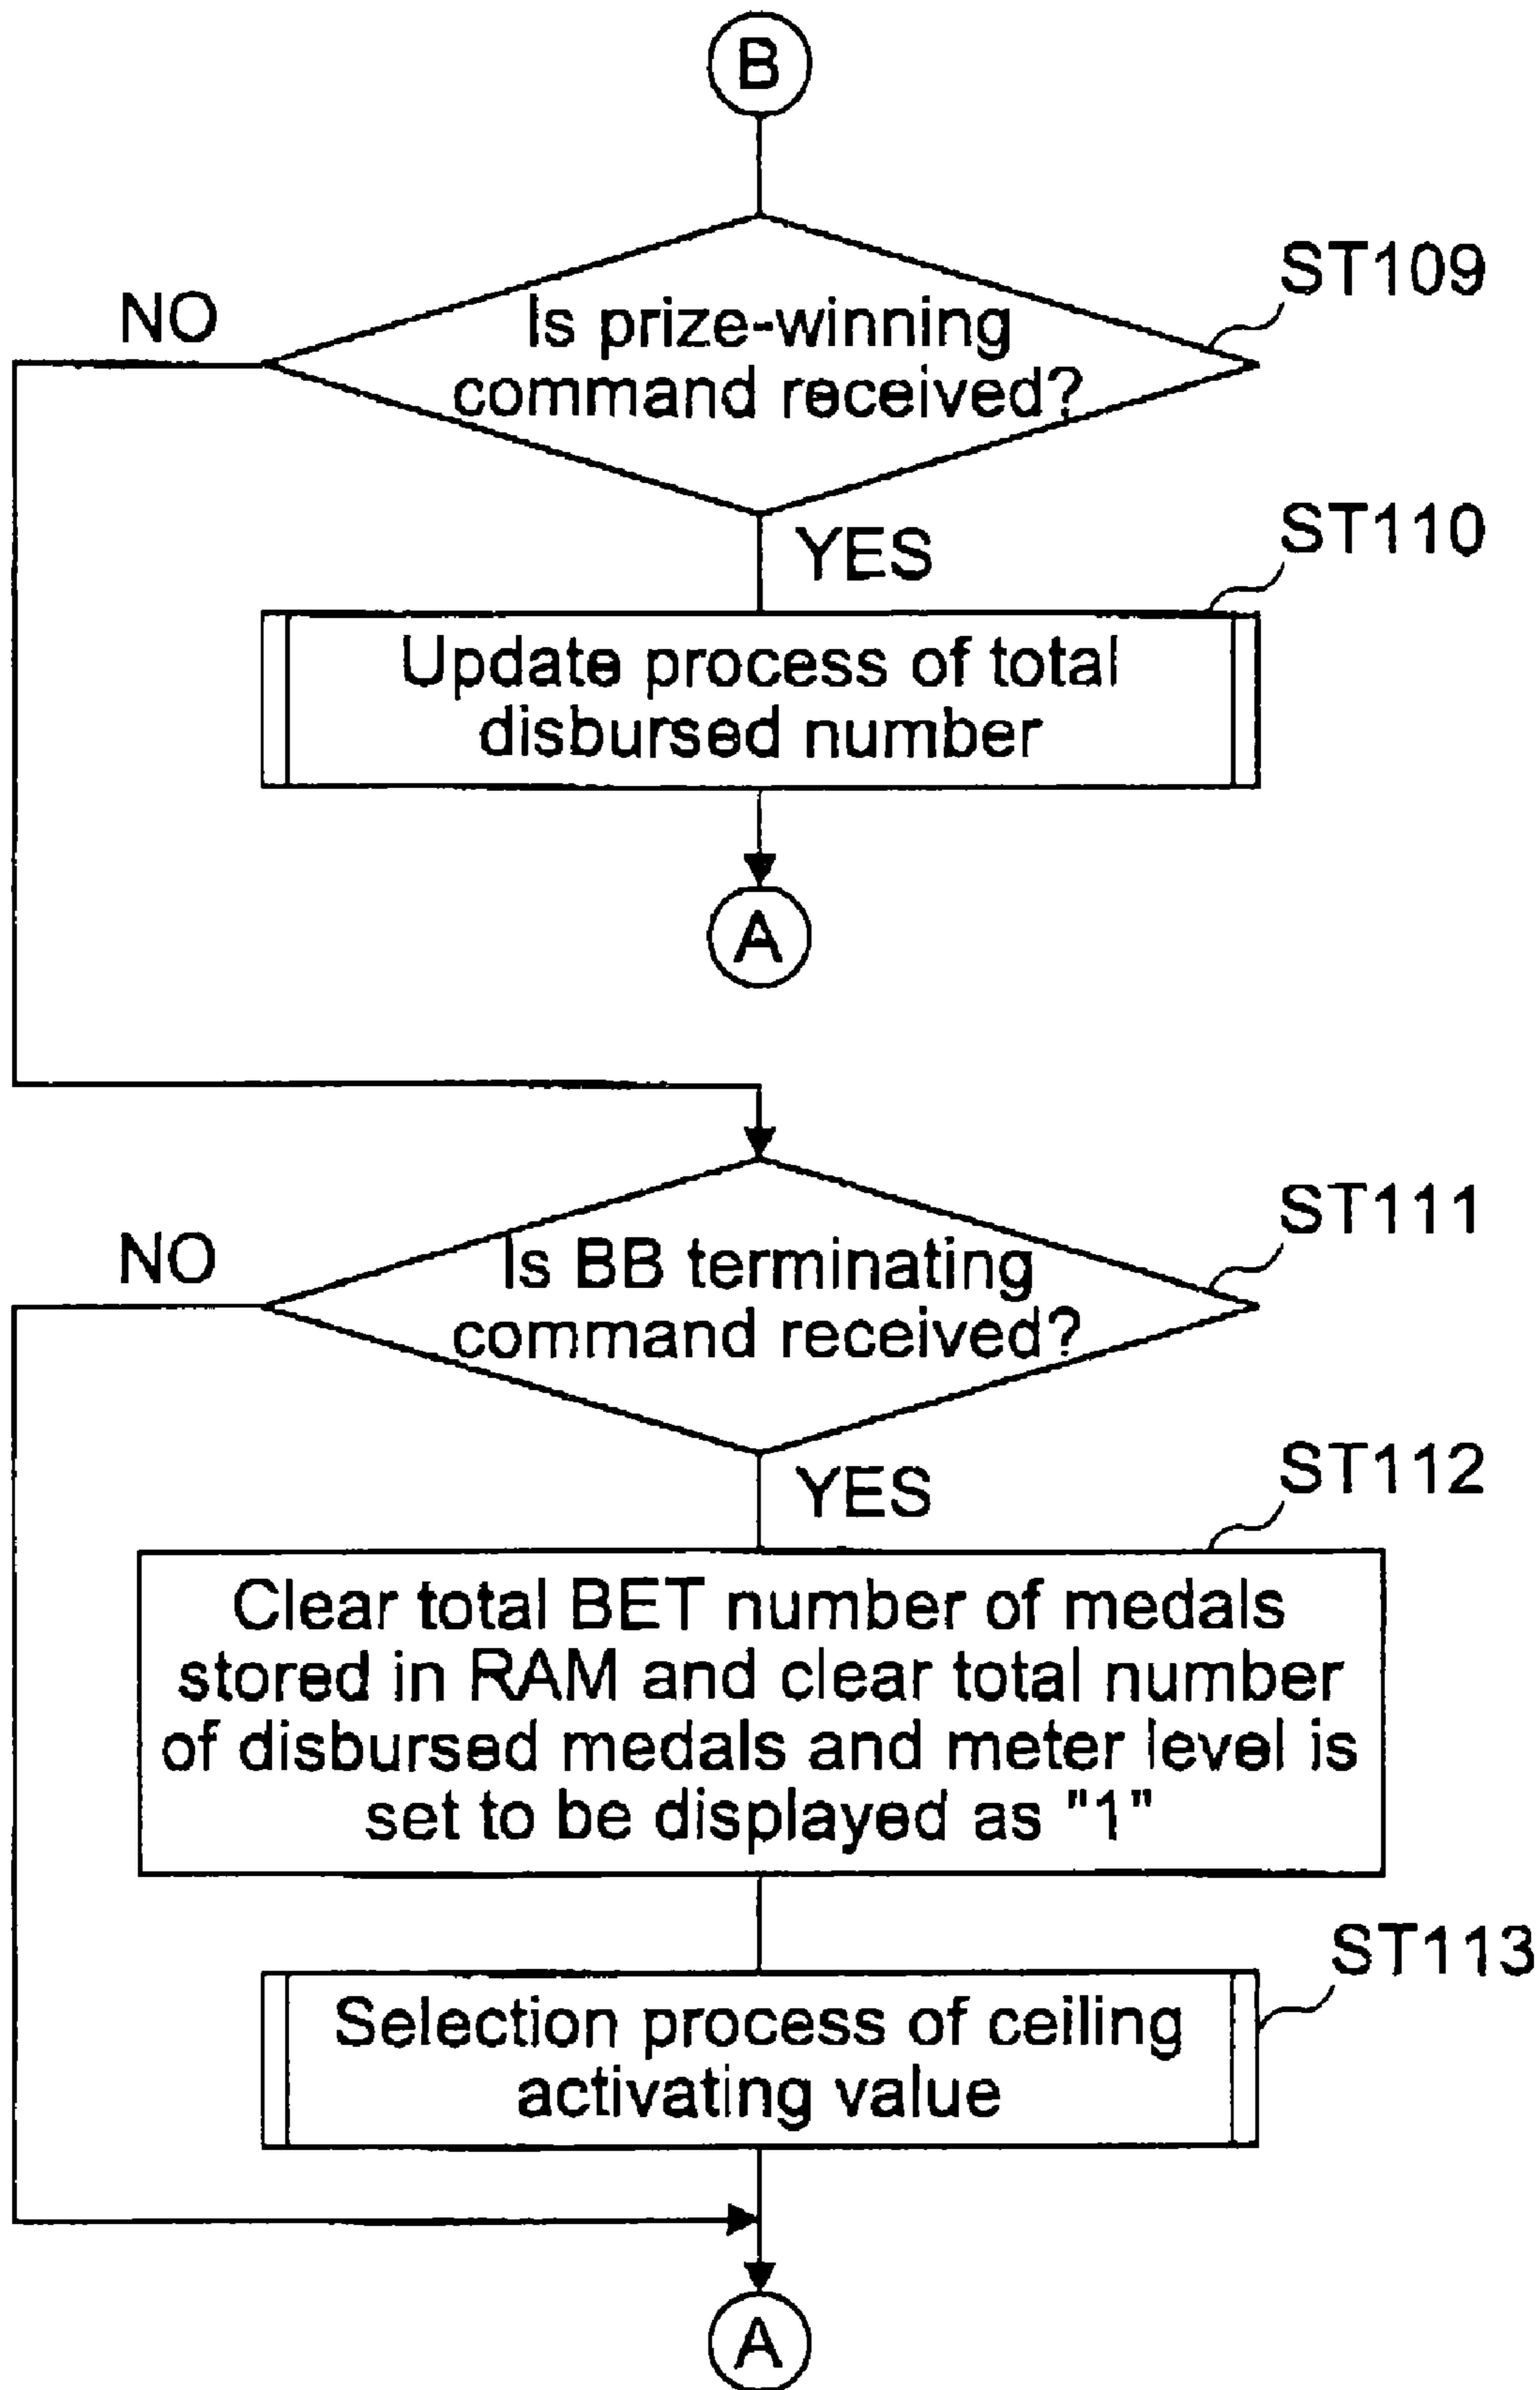 B
ST109
NO
Is prize-winning
command received?
YES
ST110
Update process of total
disbursed number
A
ST111
NO
Is BB terminating
command received?
YES
ST112
Clear total BET number of medals
stored in RAM and clear total number
of disbursed medals and meter level is
set to be displayed as "1"
ST113
Selection process of ceiling
activating value
A